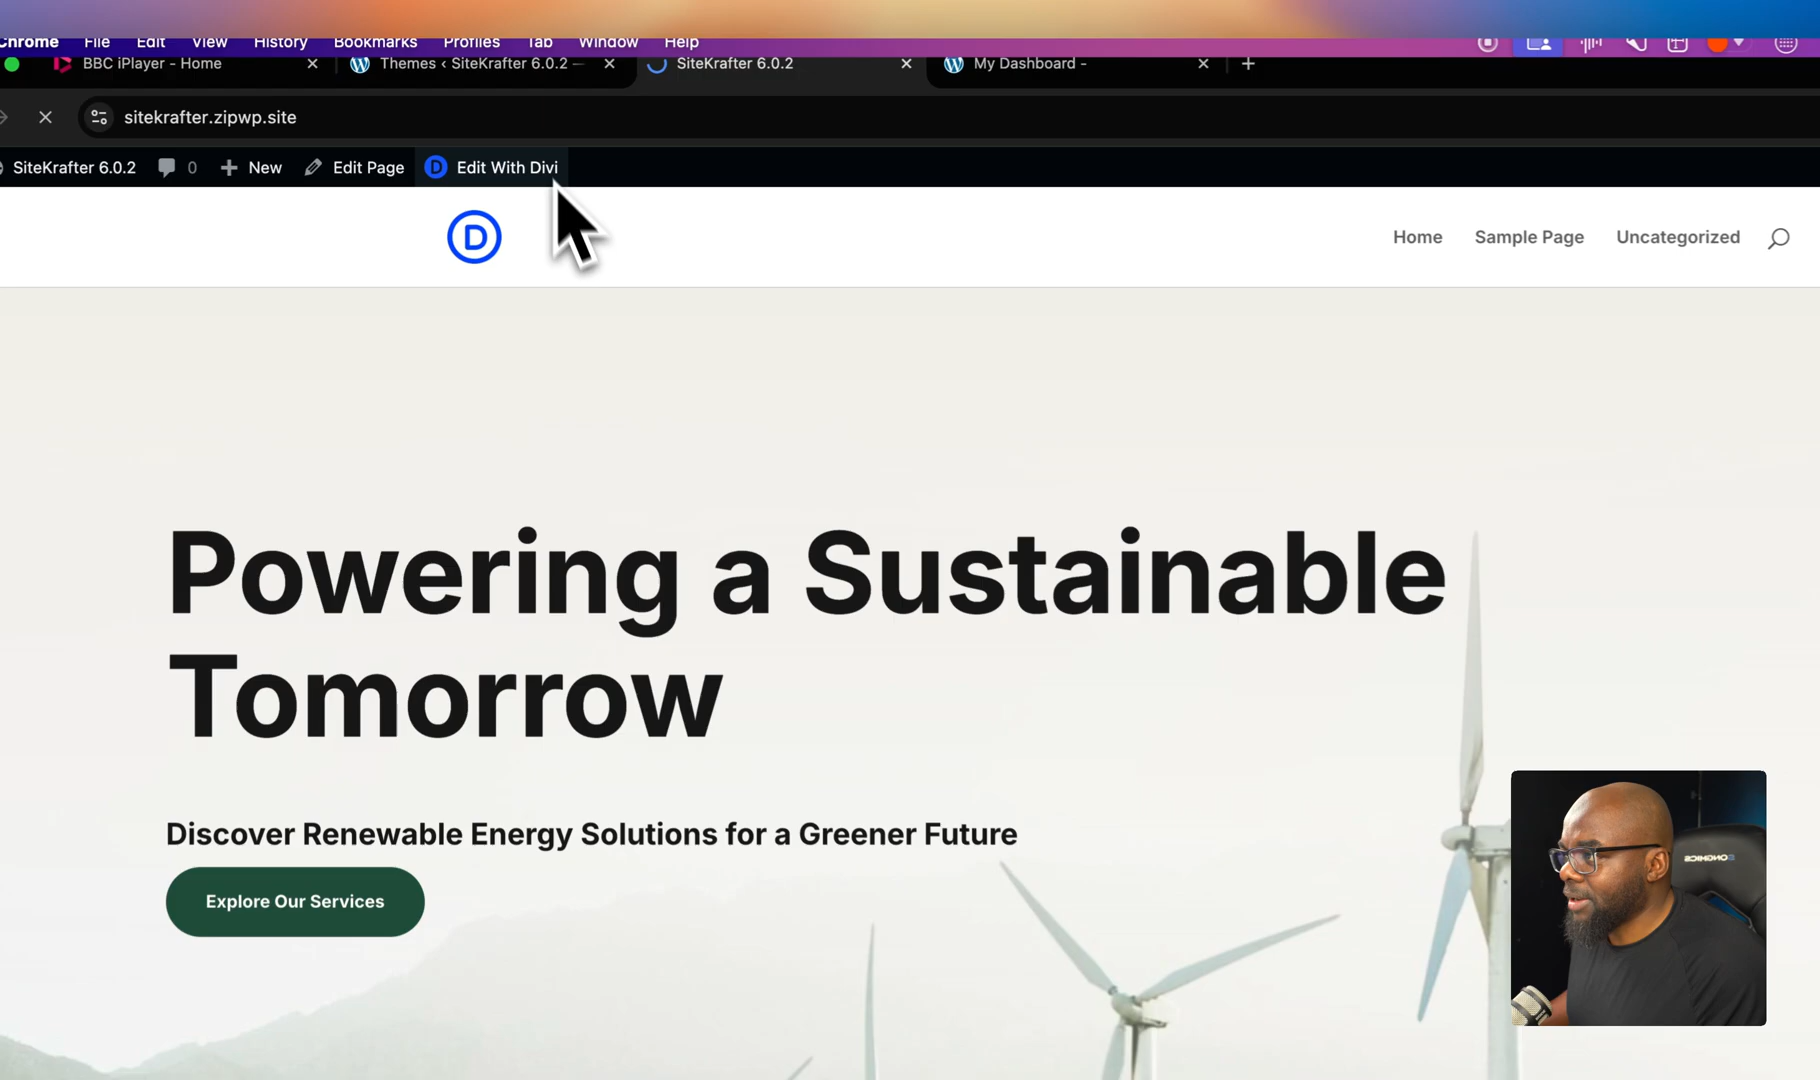 Chrome File Edit View History Bookmarks Profiles Tab Window Help
BBC iPlayer - Home Themes ‹ SiteKrafter 6.0.2 — SiteKrafter 6.0.2 My Dashboard -
sitekrafter.zipwp.site
SiteKrafter 6.0.2 0 New Edit Page D Edit With Divi
D Home Sample Page Uncategorized
Powering a Sustainable
Tomorrow
Discover Renewable Energy Solutions for a Greener Future
Explore Our Services